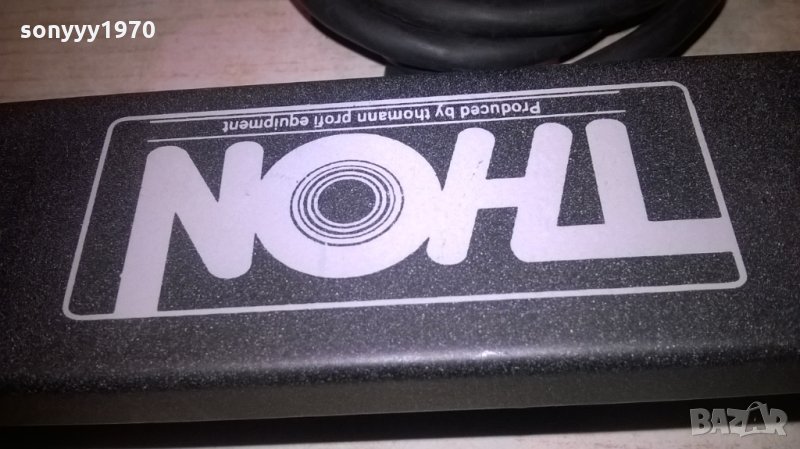 sonyyy1970
THON
Produced by thomann profi equipment
BAZAR